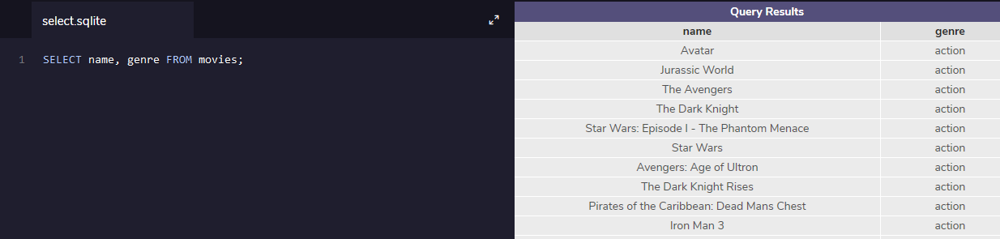 select.sqlite
1 SELECT name, genre FROM movies;
Query Results
name genre
Avatar action
Jurassic World action
The Avengers action
The Dark Knight action
Star Wars: Episode I - The Phantom Menace action
Star Wars action
Avengers: Age of Ultron action
The Dark Knight Rises action
Pirates of the Caribbean: Dead Mans Chest action
Iron Man 3 action